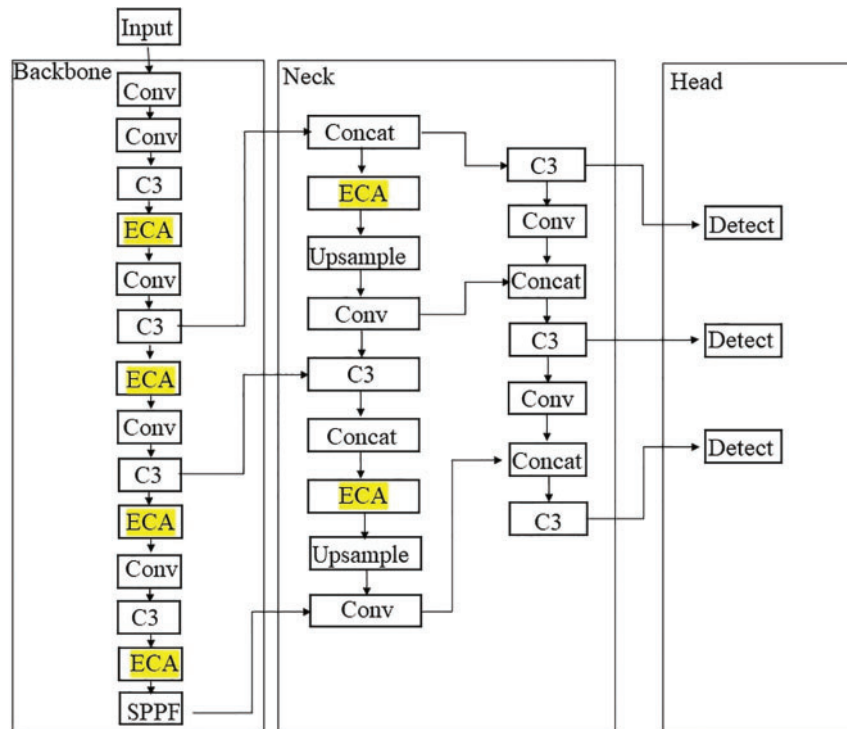 Input
Backbone
Conv
Conv
C3
ECA
Conv
C3
ECA
Conv
C3
ECA
Conv
C3
ECA
SPPF
Neck
Concat
ECA
Upsample
Conv
C3
Concat
ECA
Upsample
Conv
C3
Conv
Concat
C3
Conv
Concat
C3
Head
Detect
Detect
Detect